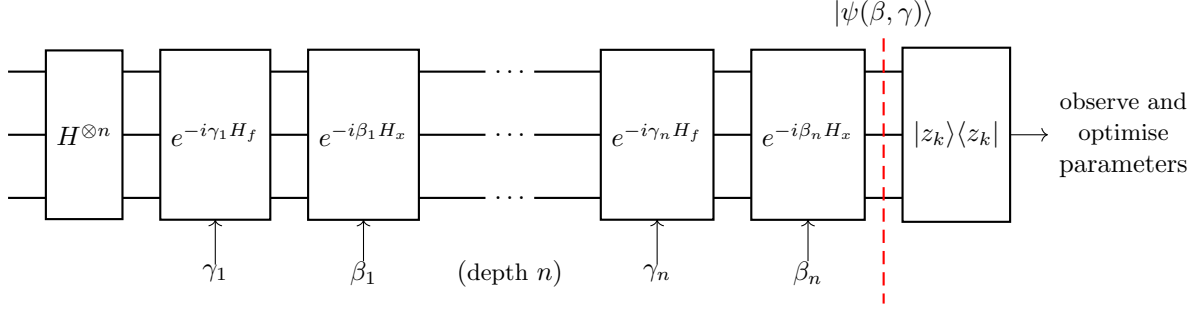 |ψ(β, γ)⟩
H^{⊗n}
e^{-iγ_1 H_f}
e^{-iβ_1 H_x}
···
···
···
e^{-iγ_n H_f}
e^{-iβ_n H_x}
|z_k⟩⟨z_k|
observe and
optimise
parameters
γ_1
β_1
(depth n)
γ_n
β_n